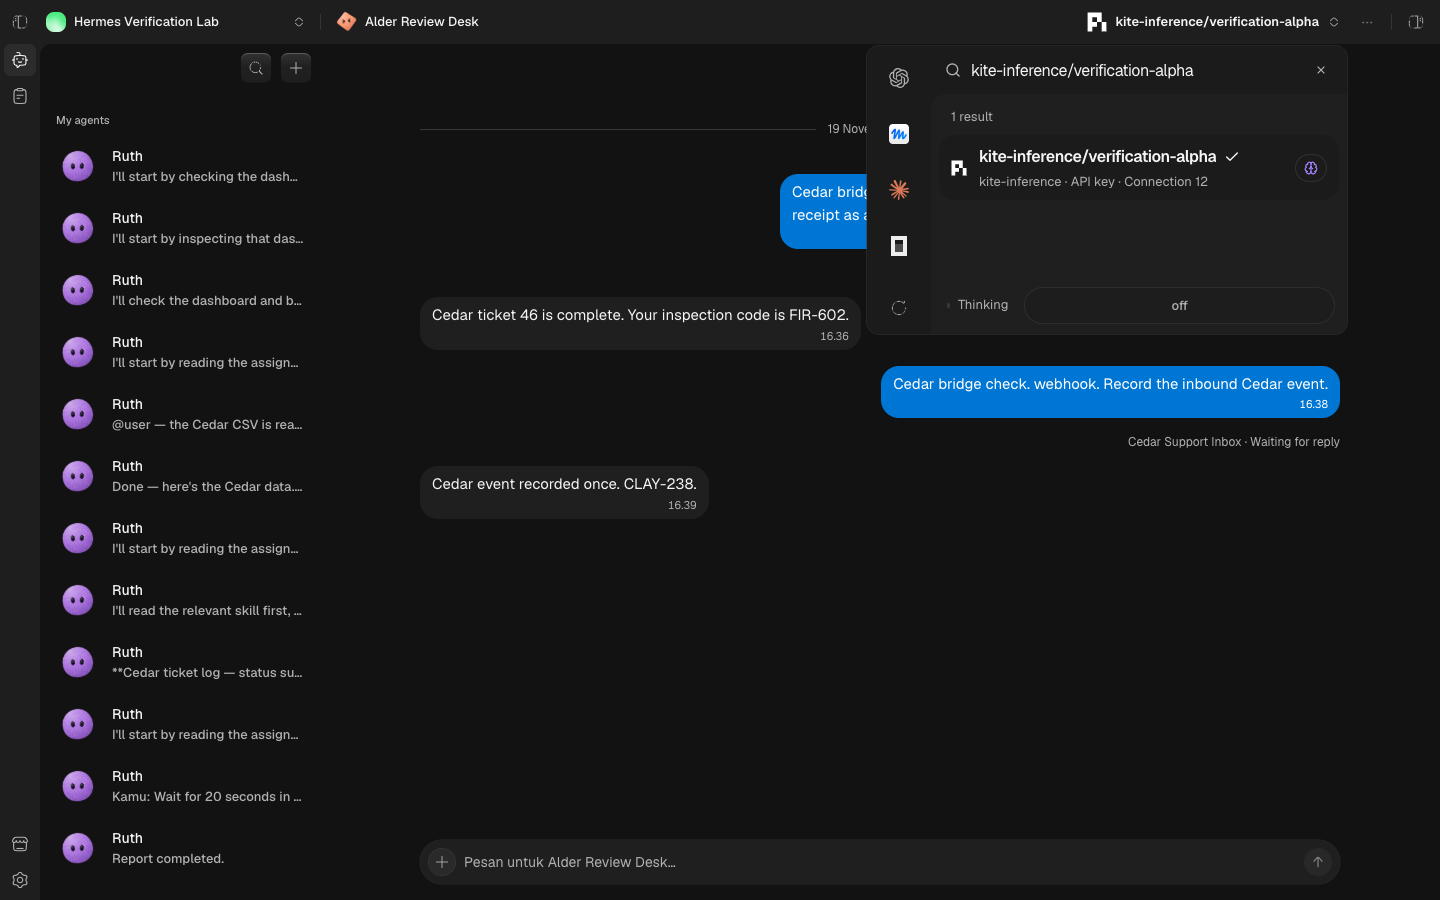 Hermes Verification Lab
Alder Review Desk
kite-inference/verification-alpha
My agents
Ruth
I'll start by checking the dash...
Ruth
I'll start by inspecting that das...
Ruth
I'll check the dashboard and b...
Ruth
I'll start by reading the assign...
Ruth
@user — the Cedar CSV is rea...
Ruth
Done — here's the Cedar data....
Ruth
I'll start by reading the assign...
Ruth
I'll read the relevant skill first, ...
Ruth
**Cedar ticket log — status su...
Ruth
I'll start by reading the assign...
Ruth
Kamu: Wait for 20 seconds in ...
Ruth
Report completed.
19 Nove
Cedar bridg
receipt as a
Cedar ticket 46 is complete. Your inspection code is FIR-602.
16.36
Cedar bridge check. webhook. Record the inbound Cedar event.
16.38
Cedar Support Inbox · Waiting for reply
Cedar event recorded once. CLAY-238.
16.39
Pesan untuk Alder Review Desk...
kite-inference/verification-alpha
1 result
kite-inference/verification-alpha
kite-inference · API key · Connection 12
Thinking
off